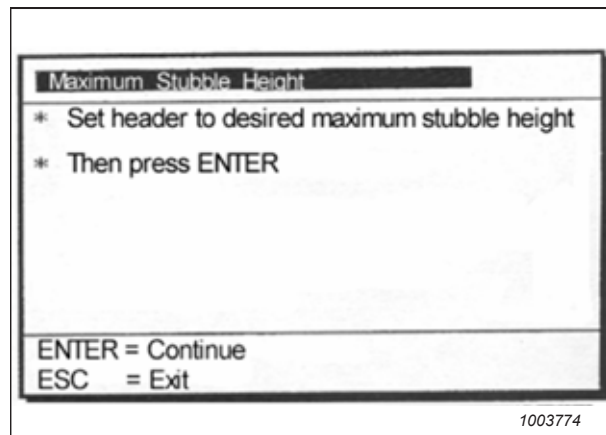 Maximum Stubble Height
* Set header to desired maximum stubble height
* Then press ENTER
ENTER = Continue
ESC = Exit
1003774